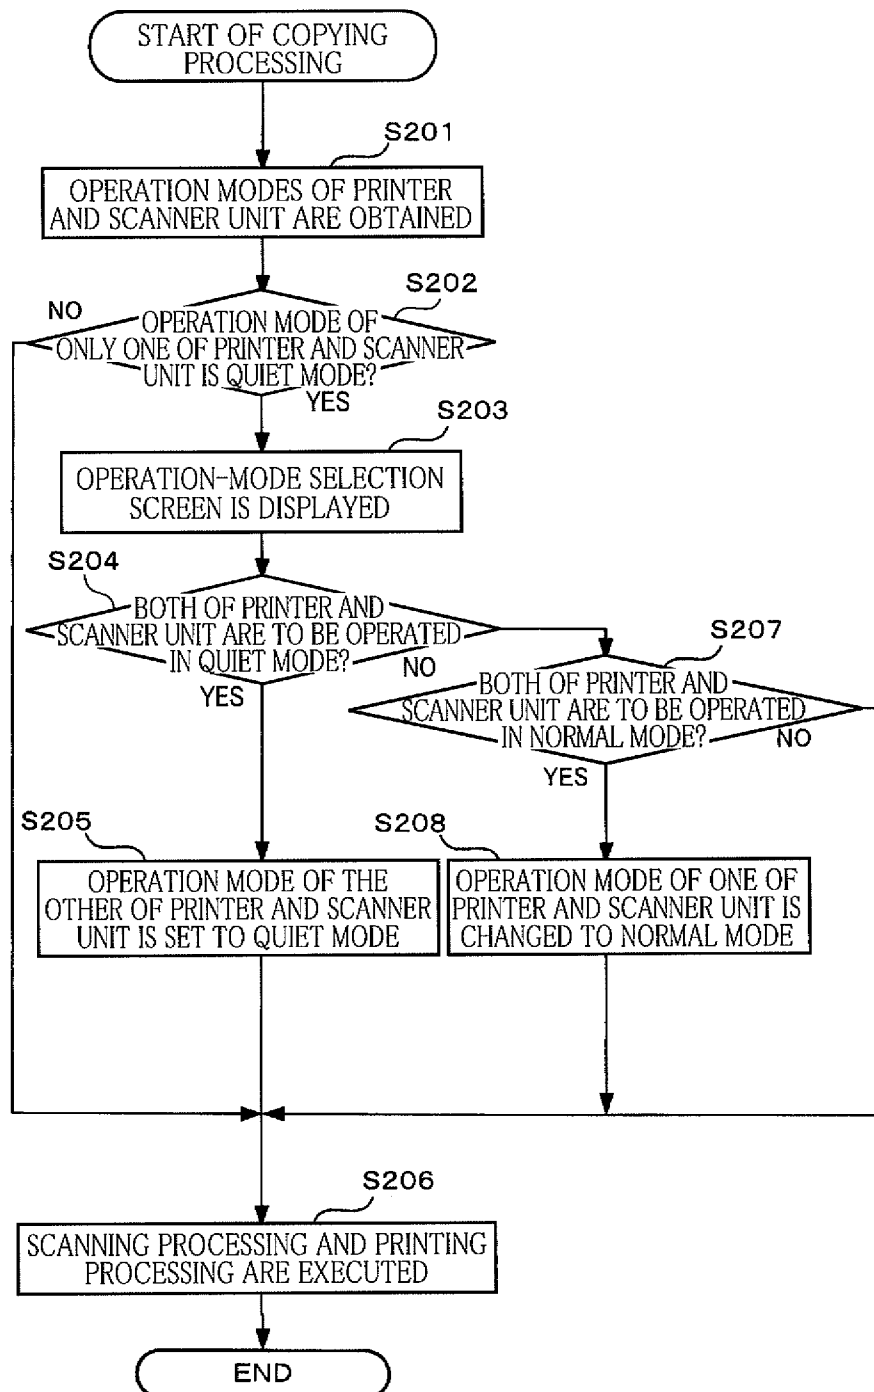 START OF COPYING
PROCESSING
S201
OPERATION MODES OF PRINTER
AND SCANNER UNIT ARE OBTAINED
S202
NO
OPERATION MODE OF
ONLY ONE OF PRINTER AND SCANNER
UNIT IS QUIET MODE?
YES
S203
OPERATION-MODE SELECTION
SCREEN IS DISPLAYED
S204
BOTH OF PRINTER AND
SCANNER UNIT ARE TO BE OPERATED
IN QUIET MODE?
NO
YES
S207
BOTH OF PRINTER AND
SCANNER UNIT ARE TO BE OPERATED
IN NORMAL MODE?
NO
YES
S205
OPERATION MODE OF THE
OTHER OF PRINTER AND SCANNER
UNIT IS SET TO QUIET MODE
S208
OPERATION MODE OF ONE OF
PRINTER AND SCANNER UNIT IS
CHANGED TO NORMAL MODE
S206
SCANNING PROCESSING AND PRINTING
PROCESSING ARE EXECUTED
END